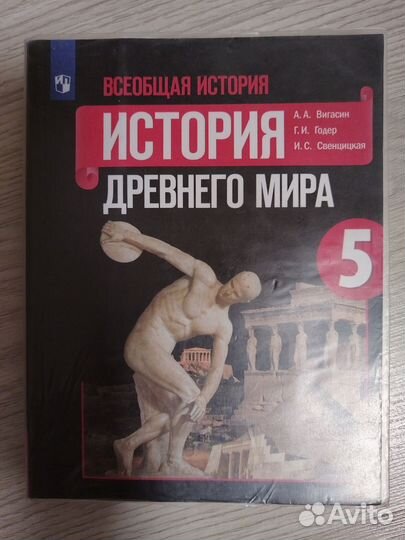 ВСЕОБЩАЯ ИСТОРИЯ
ИСТОРИЯ
А. А. Вигасин
Г. И. Годер
И. С. Свенцицкая
ДРЕВНЕГО МИРА
5
Avito